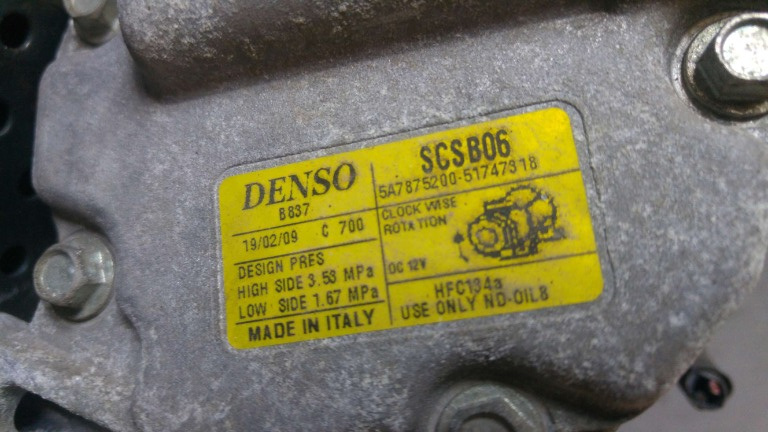 DENSO
B837
19/02/09 C 700
DESIGN PRES
HIGH SIDE 3.53 MPa
LOW SIDE 1.67 MPa
MADE IN ITALY
SCSB06
5A7875200-51747318
CLOCK WISE
ROTATION
DC 12V
HFC134a
USE ONLY ND-OIL8